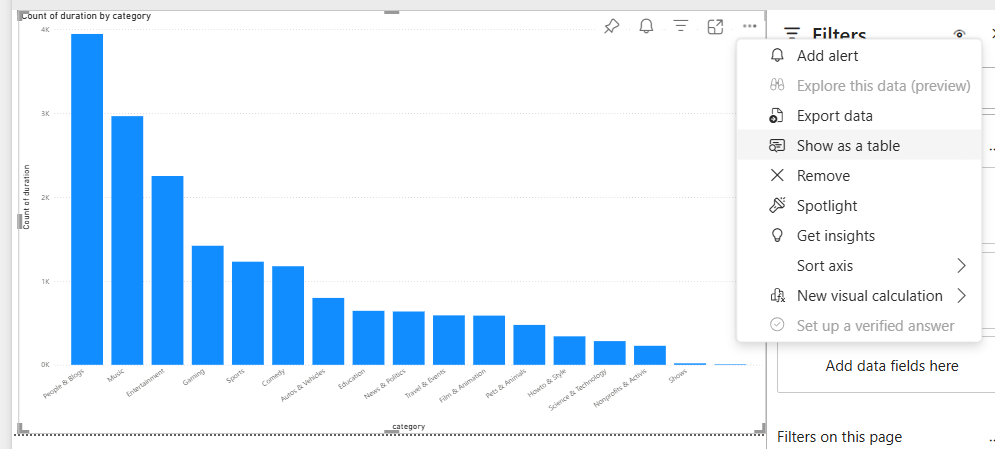 Count of duration by category
4K
3K
2K
1K
0K
Count of duration
People & Blogs
Music
Entertainment
Gaming
Sports
Comedy
Autos & Vehicles
Education
News & Politics
Travel & Events
Film & Animation
Pets & Animals
Howto & Style
Science & Technology
Nonprofits & Activis
Shows
category
Filters
Add alert
Explore this data (preview)
Export data
Show as a table
Remove
Spotlight
Get insights
Sort axis
New visual calculation
Set up a verified answer
Add data fields here
Filters on this page